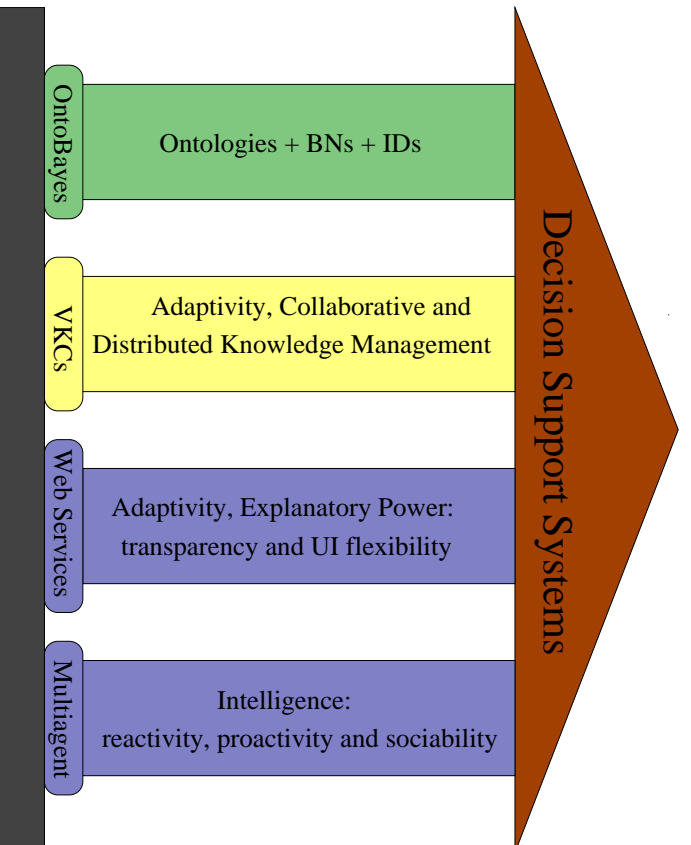 OntoBayes
Ontologies + BNs + IDs
VKCs
Adaptivity, Collaborative and
Distributed Knowledge Management
Web Services
Adaptivity, Explanatory Power:
transparency and UI flexibility
Multiagent
Intelligence:
reactivity, proactivity and sociability
Decision Support Systems